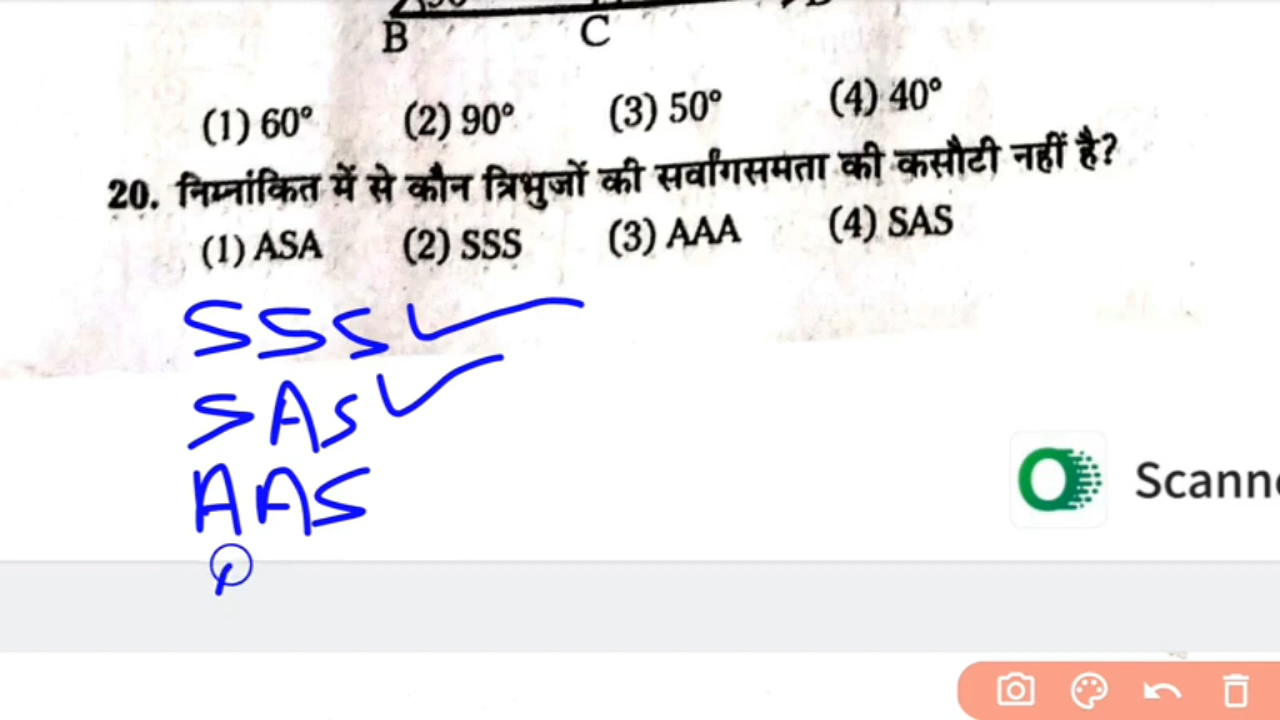 B
C
(1) 60° (2) 90° (3) 50° (4) 40°
20. निम्नांकित में से कौन त्रिभुजों की सर्वांगसमता की कसौटी नहीं है?
(1) ASA (2) SSS (3) AAA (4) SAS
SSS
SAS
AAS